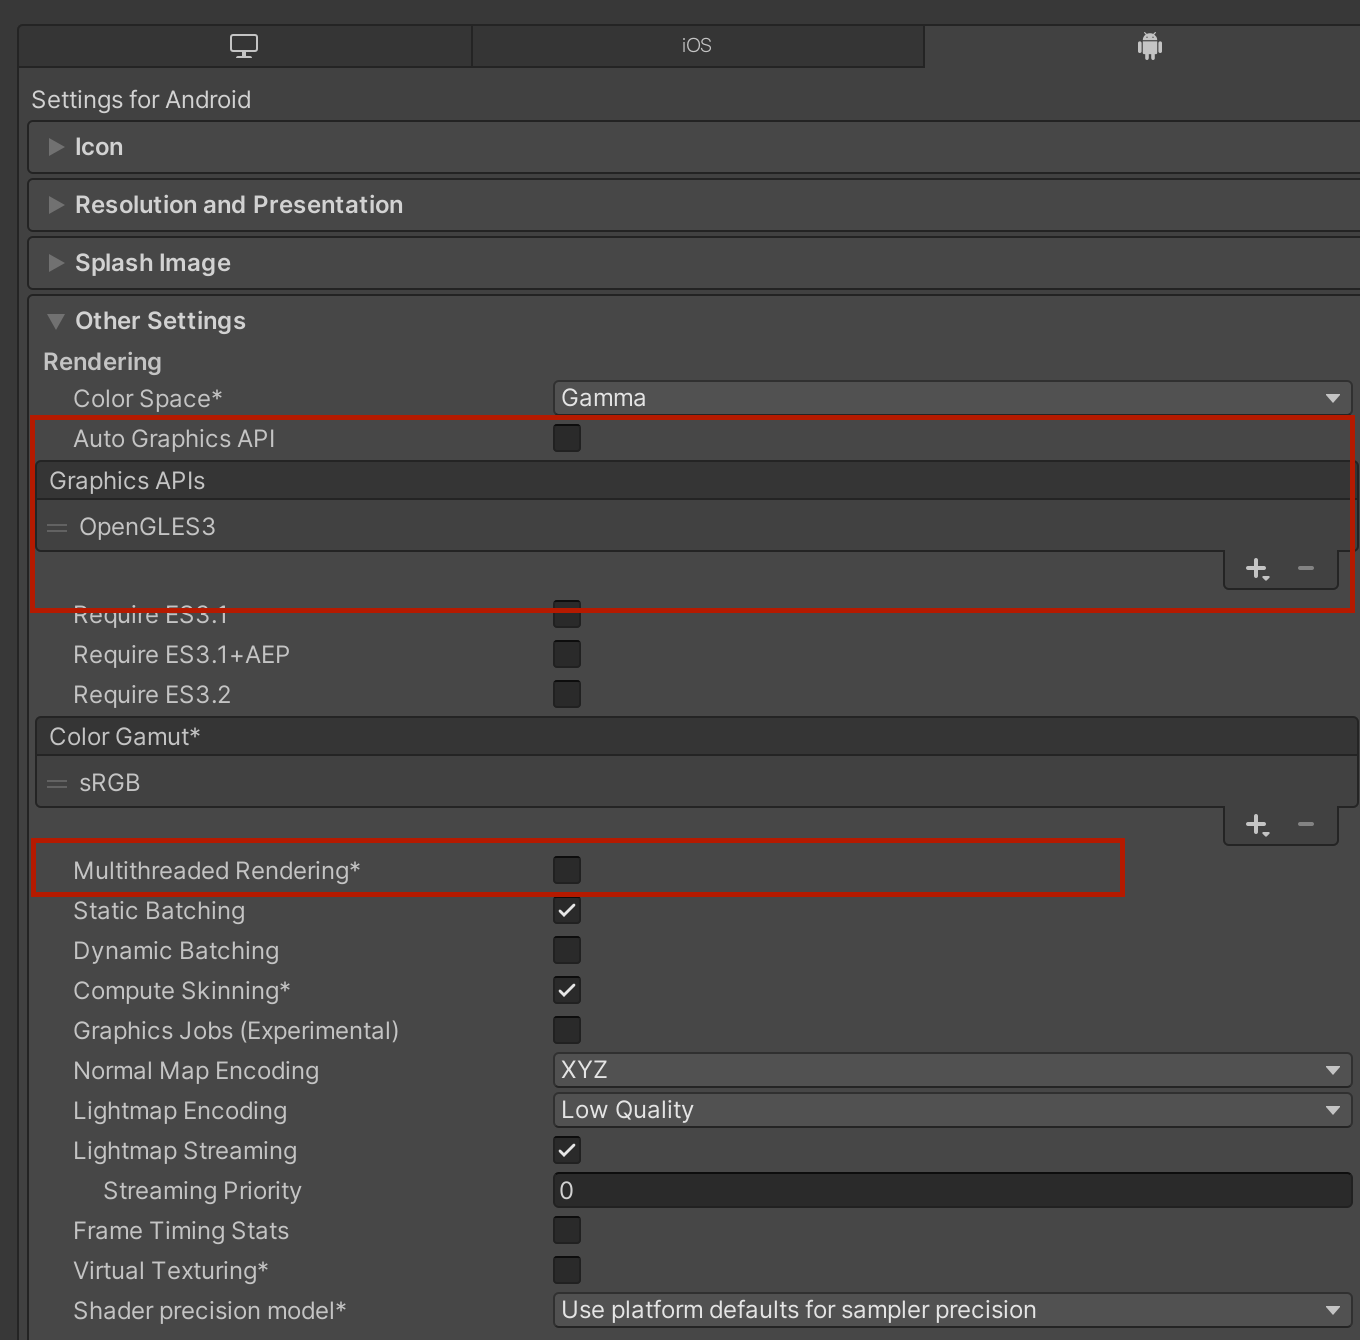 iOS
Settings for Android
Icon
Resolution and Presentation
Splash Image
Other Settings
Rendering
Color Space* Gamma
Auto Graphics API
Graphics APIs
OpenGLES3
Require ES3.1
Require ES3.1+AEP
Require ES3.2
Color Gamut*
sRGB
Multithreaded Rendering*
Static Batching
Dynamic Batching
Compute Skinning*
Graphics Jobs (Experimental)
Normal Map Encoding XYZ
Lightmap Encoding Low Quality
Lightmap Streaming
Streaming Priority 0
Frame Timing Stats
Virtual Texturing*
Shader precision model* Use platform defaults for sampler precision